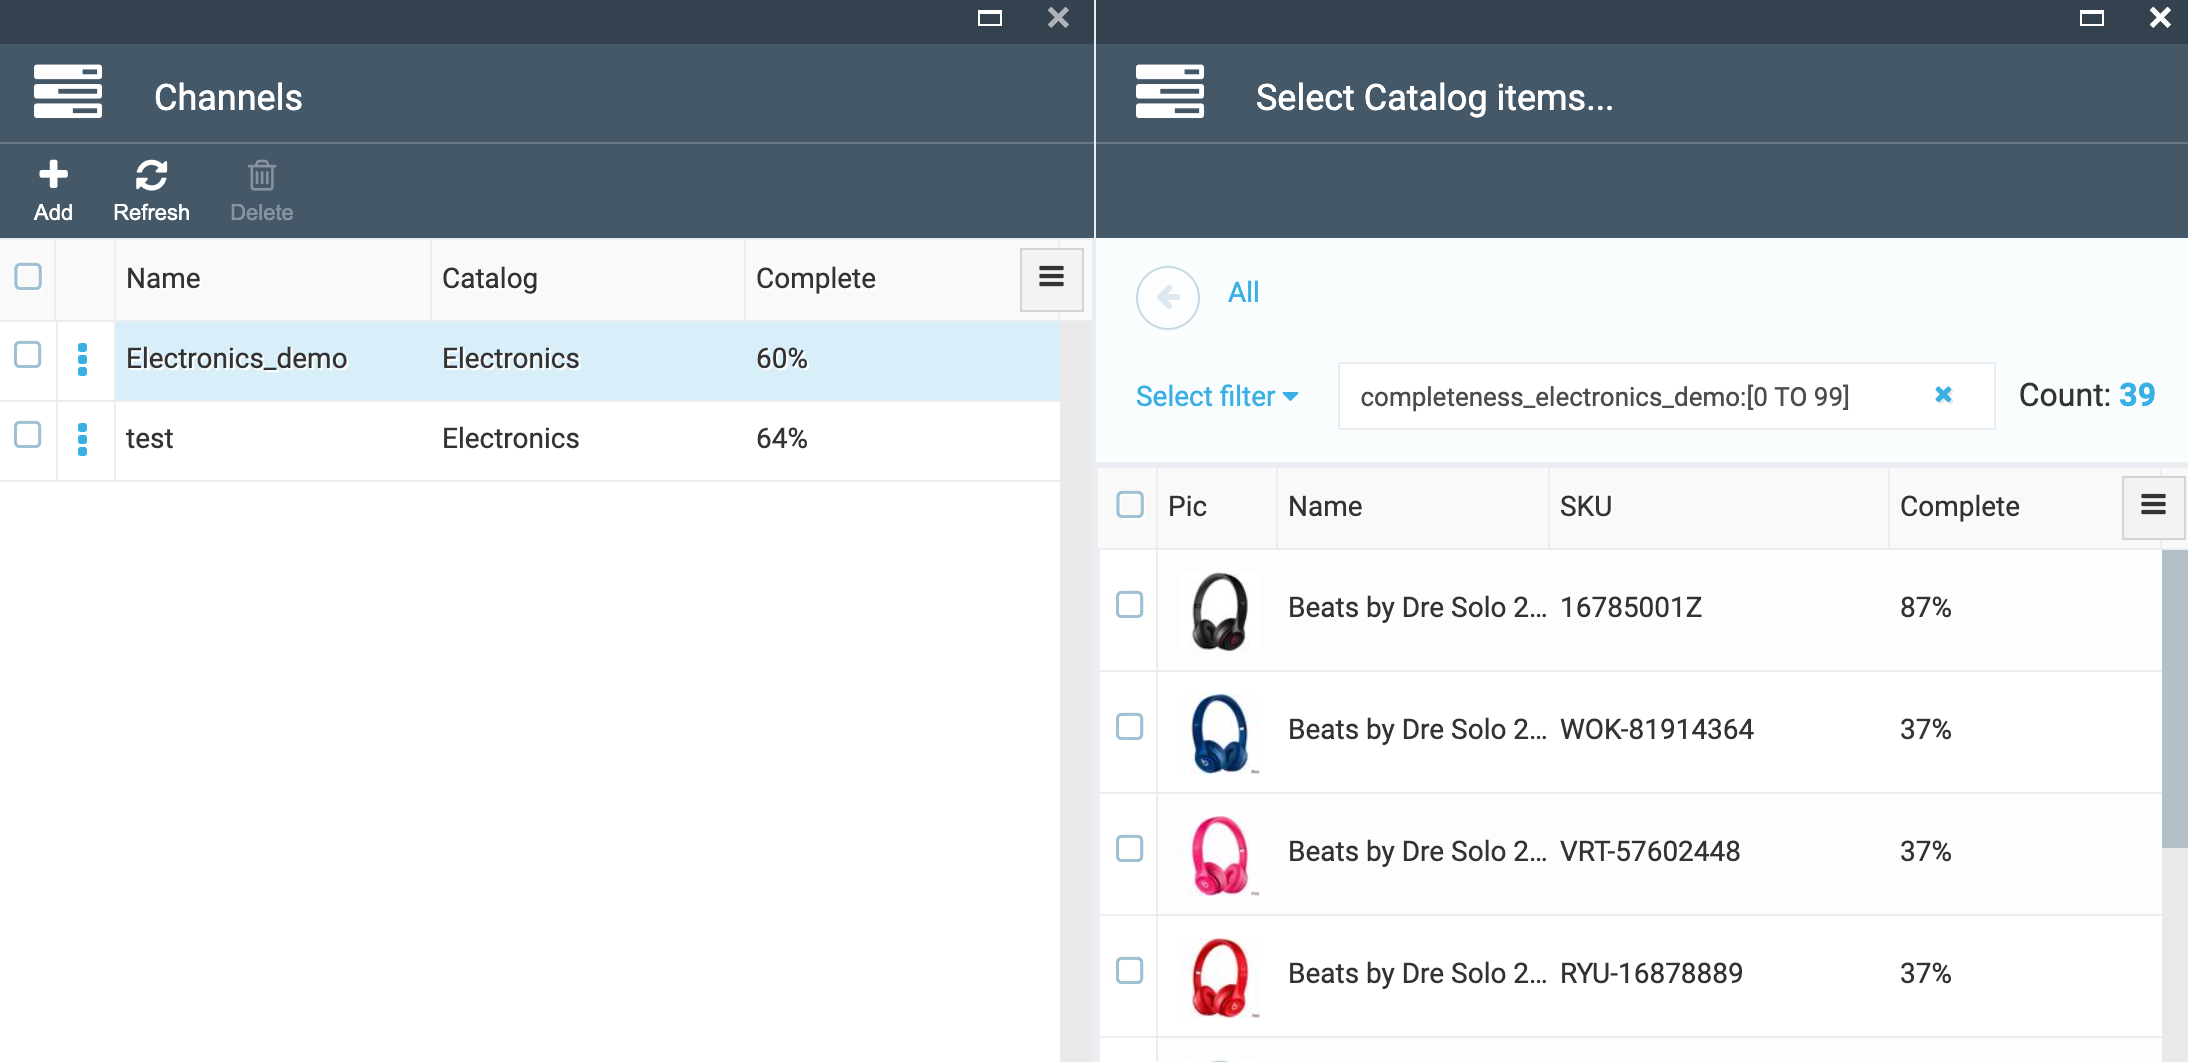 Channels
Add Refresh Delete
Name Catalog Complete
Electronics_demo Electronics 60%
test Electronics 64%
Select Catalog items...
All
Select filter completeness_electronics_demo:[0 TO 99] Count: 39
Pic Name SKU Complete
Beats by Dre Solo 2... 16785001Z 87%
Beats by Dre Solo 2... WOK-81914364 37%
Beats by Dre Solo 2... VRT-57602448 37%
Beats by Dre Solo 2... RYU-16878889 37%